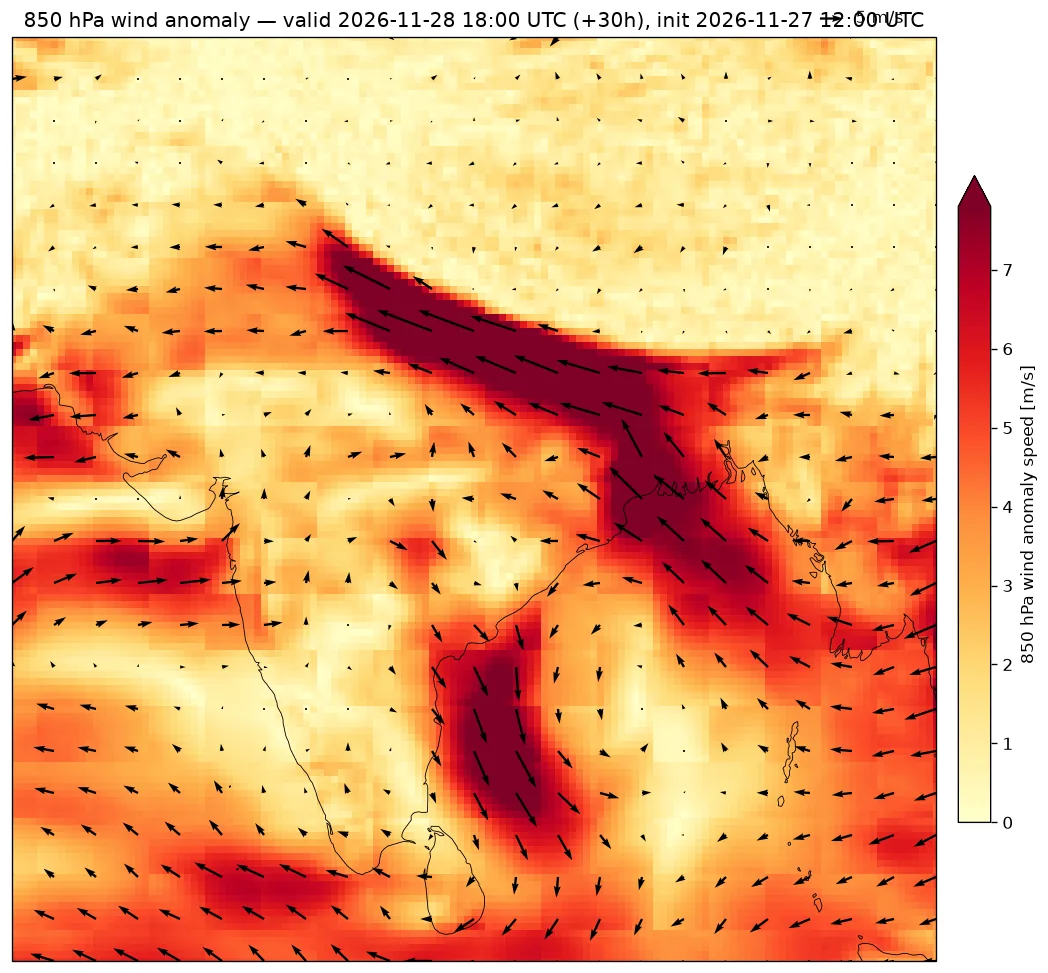 850 hPa wind anomaly — valid 2026-11-28 18:00 UTC (+30h), init 2026-11-27 12:00 UTC
5 m/s
7
6
5
4
3
2
1
0
850 hPa wind anomaly speed [m/s]